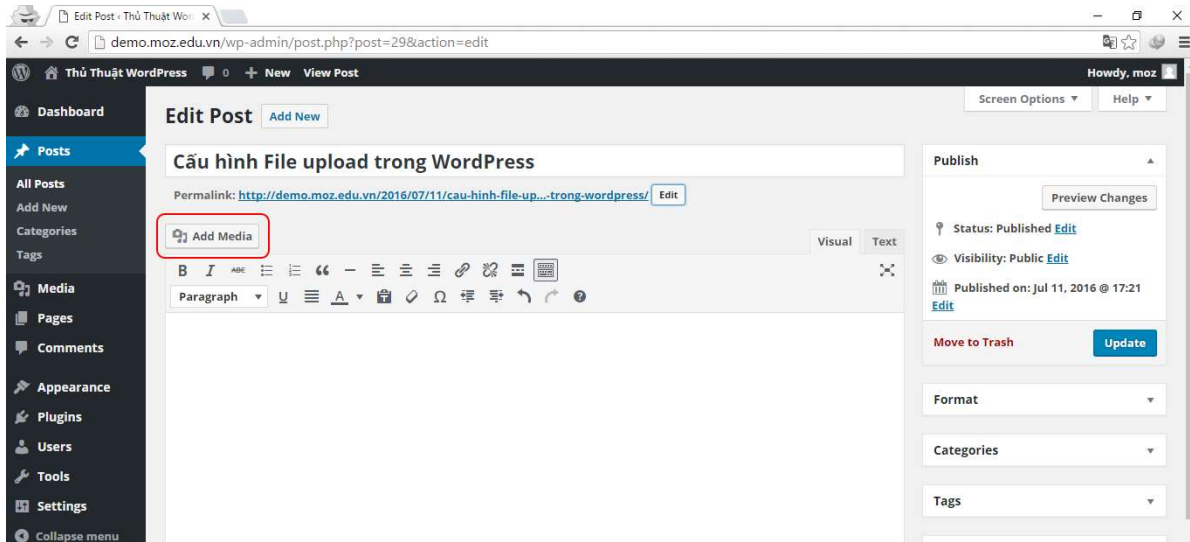 Edit Post ‹ Thủ Thuật Wor
demo.moz.edu.vn/wp-admin/post.php?post=29&action=edit
Thủ Thuật WordPress 0 + New View Post Howdy, moz
Screen Options ▼ Help ▼
Dashboard
Posts
All Posts
Add New
Categories
Tags
Media
Pages
Comments
Appearance
Plugins
Users
Tools
Settings
Collapse menu
Edit Post Add New
Cấu hình File upload trong WordPress
Permalink: http://demo.moz.edu.vn/2016/07/11/cau-hinh-file-up...-trong-wordpress/ Edit
Add Media
Visual Text
B I ABC
Paragraph ▼ U A ▼ Ω
Publish
Preview Changes
Status: Published Edit
Visibility: Public Edit
Published on: Jul 11, 2016 @ 17:21
Edit
Move to Trash Update
Format
Categories
Tags